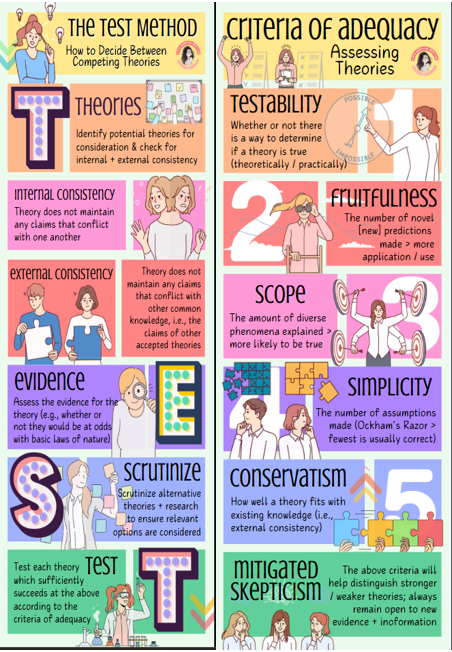 THE TEST METHOD
How to Decide Between
Competing Theories
T
THEORIES
Identify potential theories for
consideration & check for
internal + external consistency
INTERNAL CONSISTENCY
Theory does not maintain
any claims that conflict
with one another
EXTERNAL CONSISTENCY
Theory does not
maintain any claims
that conflict with
other common
knowledge, i.e., the
claims of other
accepted theories
EVIDENCE
Assess the evidence for the
theory (e.g., whether or
not they would be at odds
with basic laws of nature)
E
S
SCRUTINIZE
Scrutinize alternative
theories + research
to ensure relevant
options are considered
TEST
Test each theory
which sufficiently
succeeds at the above
according to the
criteria of adequacy
T
CRITERIA OF ADEQUACY
Assessing
Theories
TESTABILITY
Whether or not there
is a way to determine
if a theory is true
(theoretically / practically)
POSSIBLE
IMPOSSIBLE
1
2
FRUITFULNESS
The number of novel
[new] predictions
made > more
application / use
SCOPE
The amount of diverse
phenomena explained >
more likely to be true
3
4
SIMPLICITY
The number of assumptions
made (Ockham's Razor >
fewest is usually correct)
CONSERVATISM
How well a theory fits with
existing knowledge (i.e.,
external consistency)
5
MITIGATED
SKEPTICISM
The above criteria will
help distinguish stronger
/ weaker theories; always
remain open to new
evidence + inoformation